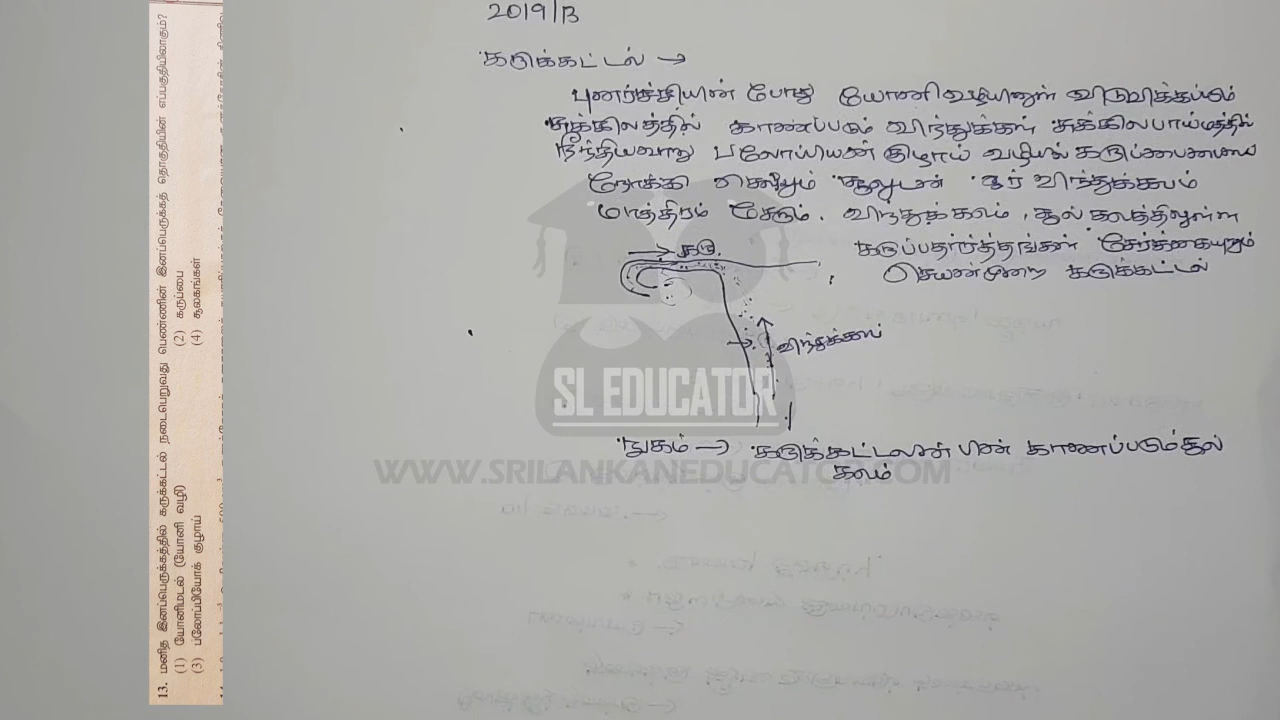 13. மனித இனப்பெருக்கத்தில் கருக்கட்டல் நடைபெறுவது பெண்ணின் இனப்பெருக்கத் தொகுதியின் எப்பகுதியிலாகும்?
(1) யோனிமடல் (யோனி வழி) (2) கருப்பை
(3) பலோப்பியோக் குழாய் (4) சூலகங்கள்
2019/13
கருக்கட்டல் →
புணர்ச்சியின் போது யோனிவழியினுள் விடுவிக்கப்படும்
சுக்கிலத்தில் காணப்படும் விந்துக்கள் சுக்கிலபாய்மத்தில்
நீந்தியவாறு பலோப்பியன் குழாய் வழியில்
நோக்கி செல்லும் சூலுடன் ஓர் விந்துக்கலம்
மாத்திரம் சேரும். விந்துக்கலம், சூல் கலத்திலுள்ள
கருப்பதார்த்தங்கள் சேர்க்கையுறும்
செயன்முறை கருக்கட்டல்
கரு.
விந்துக்கலம்
நுகம் → கருக்கட்டலின் பின் காணப்படும் சூல்
கலம்
SL EDUCATOR
WWW.SRILANKANEDUCATOR.COM